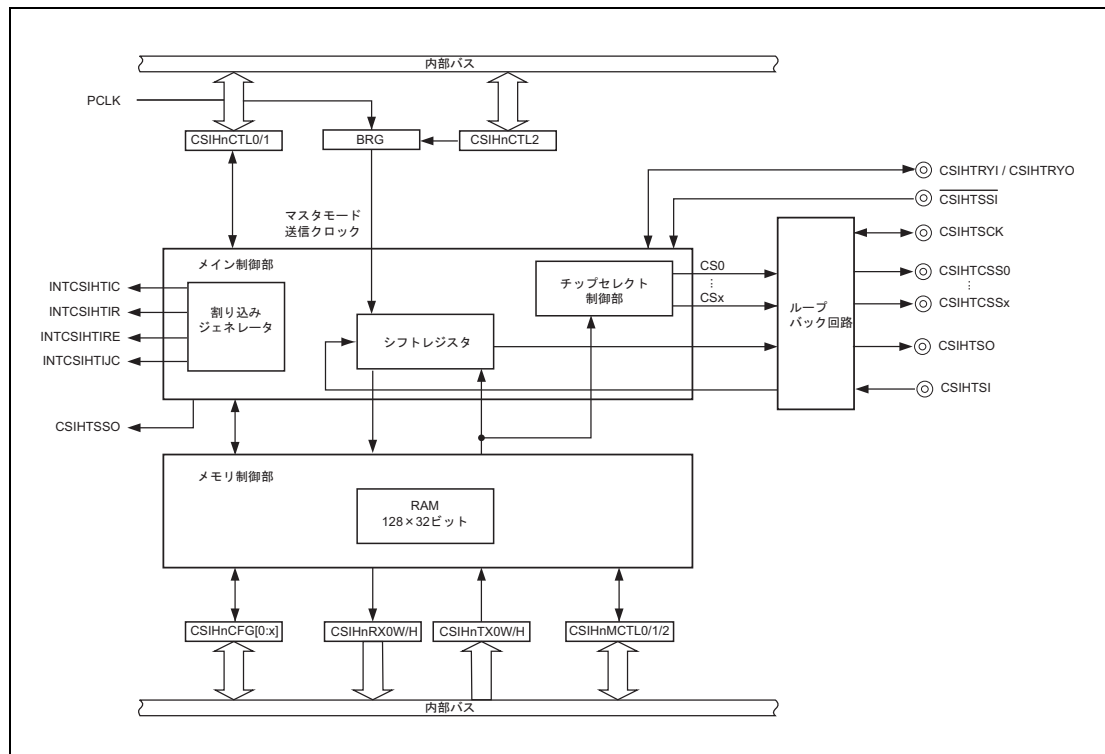 内部バス
PCLK
CSIHnCTL0/1
BRG
CSIHnCTL2
CSIHTRYI / CSIHTRYO
CSIHTSSI
マスタモード
送信クロック
CSIHTSCK
メイン制御部
チップセレクト
制御部
CS0
⋮
CSx
CSIHTCSS0
⋮
CSIHTCSSx
INTCSIHTIC
INTCSIHTIR
INTCSIHTIRE
INTCSIHTIJC
割り込み
ジェネレータ
シフトレジスタ
ループ
バック回路
CSIHTSO
CSIHTSI
CSIHTSSO
メモリ制御部
RAM
128×32ビット
CSIHnCFG[0:x]
CSIHnRX0W/H
CSIHnTX0W/H
CSIHnMCTL0/1/2
内部バス